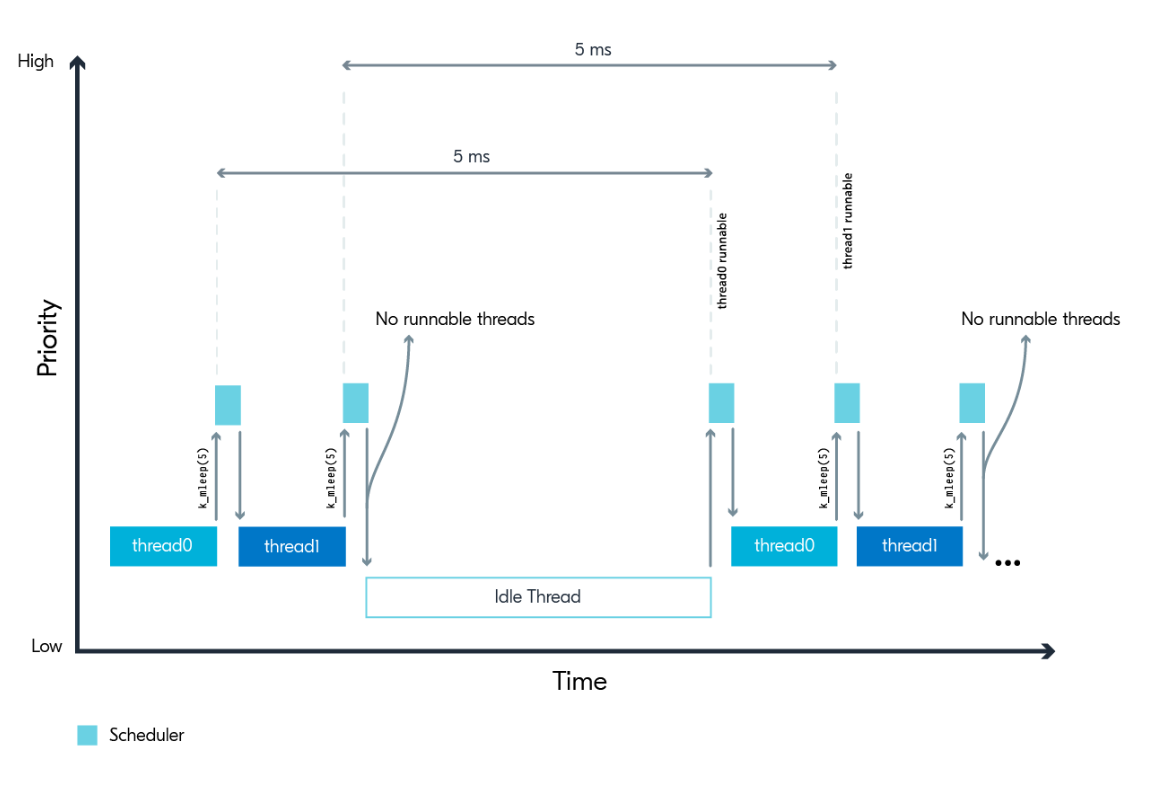 High
5 ms
5 ms
thread1 runnable
thread0 runnable
Priority
No runnable threads
No runnable threads
k_mleep(5)
k_mleep(5)
k_mleep(5)
k_mleep(5)
thread0
thread1
thread0
thread1
...
Idle Thread
Low
Time
Scheduler